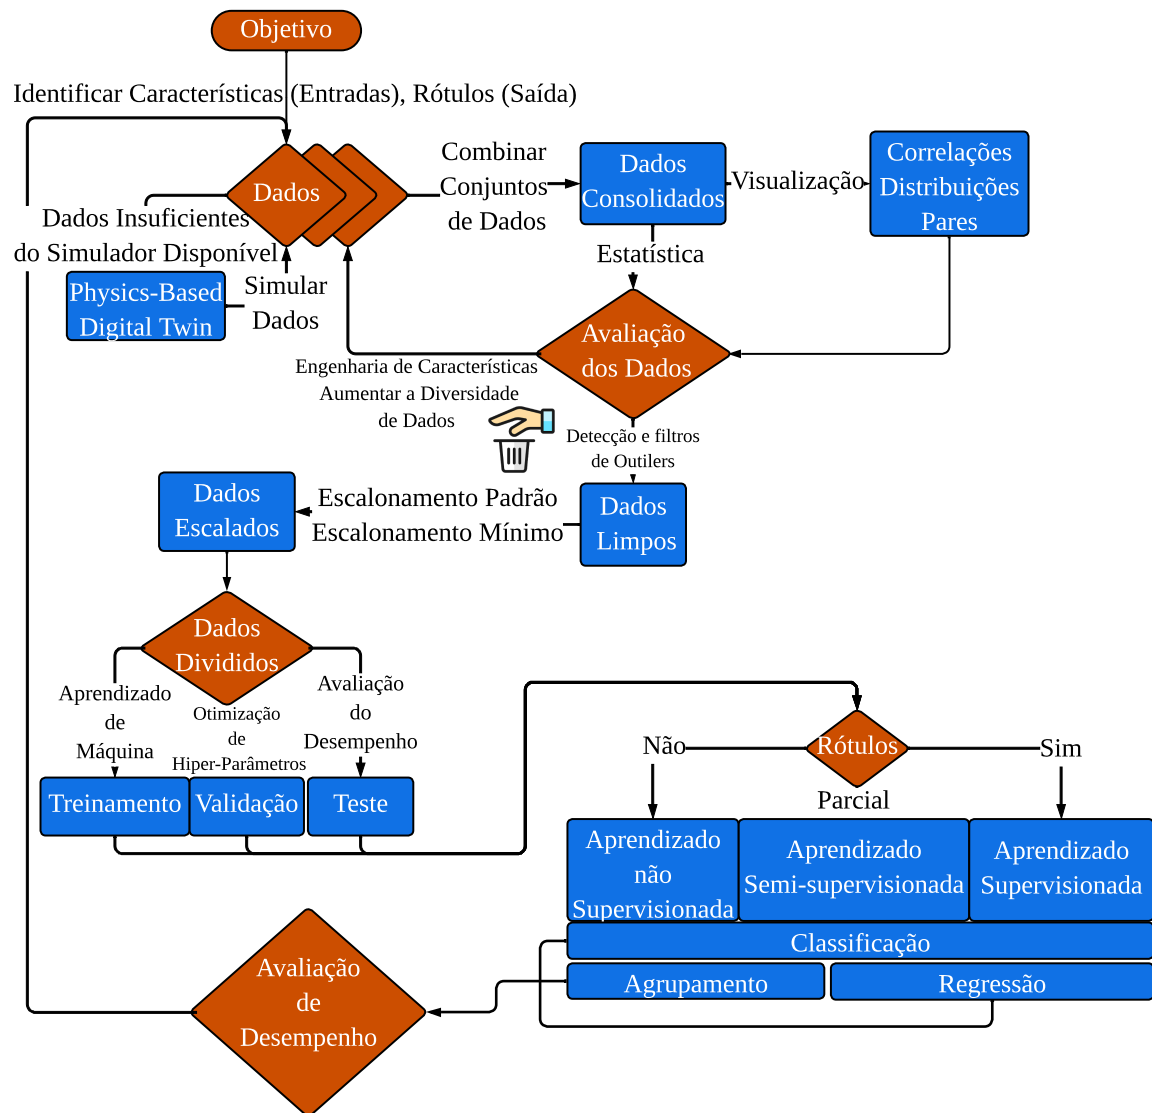 Objetivo
Identificar Características (Entradas), Rótulos (Saída)
Dados
Combinar
Conjuntos
de Dados
Dados
Consolidados
Visualização
Correlações
Distribuições
Pares
Dados Insuficientes
do Simulador Disponível
Physics-Based
Digital Twin
Simular
Dados
Estatística
Avaliação
dos Dados
Engenharia de Características
Aumentar a Diversidade
de Dados
Detecção e filtros
de Outilers
Dados
Limpos
Escalonamento Padrão
Escalonamento Mínimo
Dados
Escalados
Dados
Divididos
Aprendizado
de
Máquina
Otimização
de
Hiper-Parâmetros
Avaliação
do
Desempenho
Treinamento
Validação
Teste
Rótulos
Não
Parcial
Sim
Aprendizado
não
Supervisionada
Aprendizado
Semi-supervisionada
Aprendizado
Supervisionada
Classificação
Agrupamento
Regressão
Avaliação
de
Desempenho